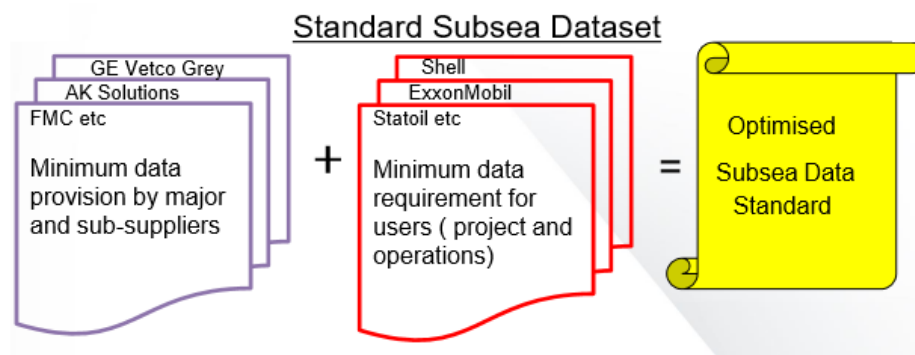 Standard Subsea Dataset
GE Vetco Grey
AK Solutions
FMC etc
Minimum data
provision by major
and sub-suppliers
+
Shell
ExxonMobil
Statoil etc
Minimum data
requirement for
users ( project and
operations)
=
Optimised
Subsea Data
Standard